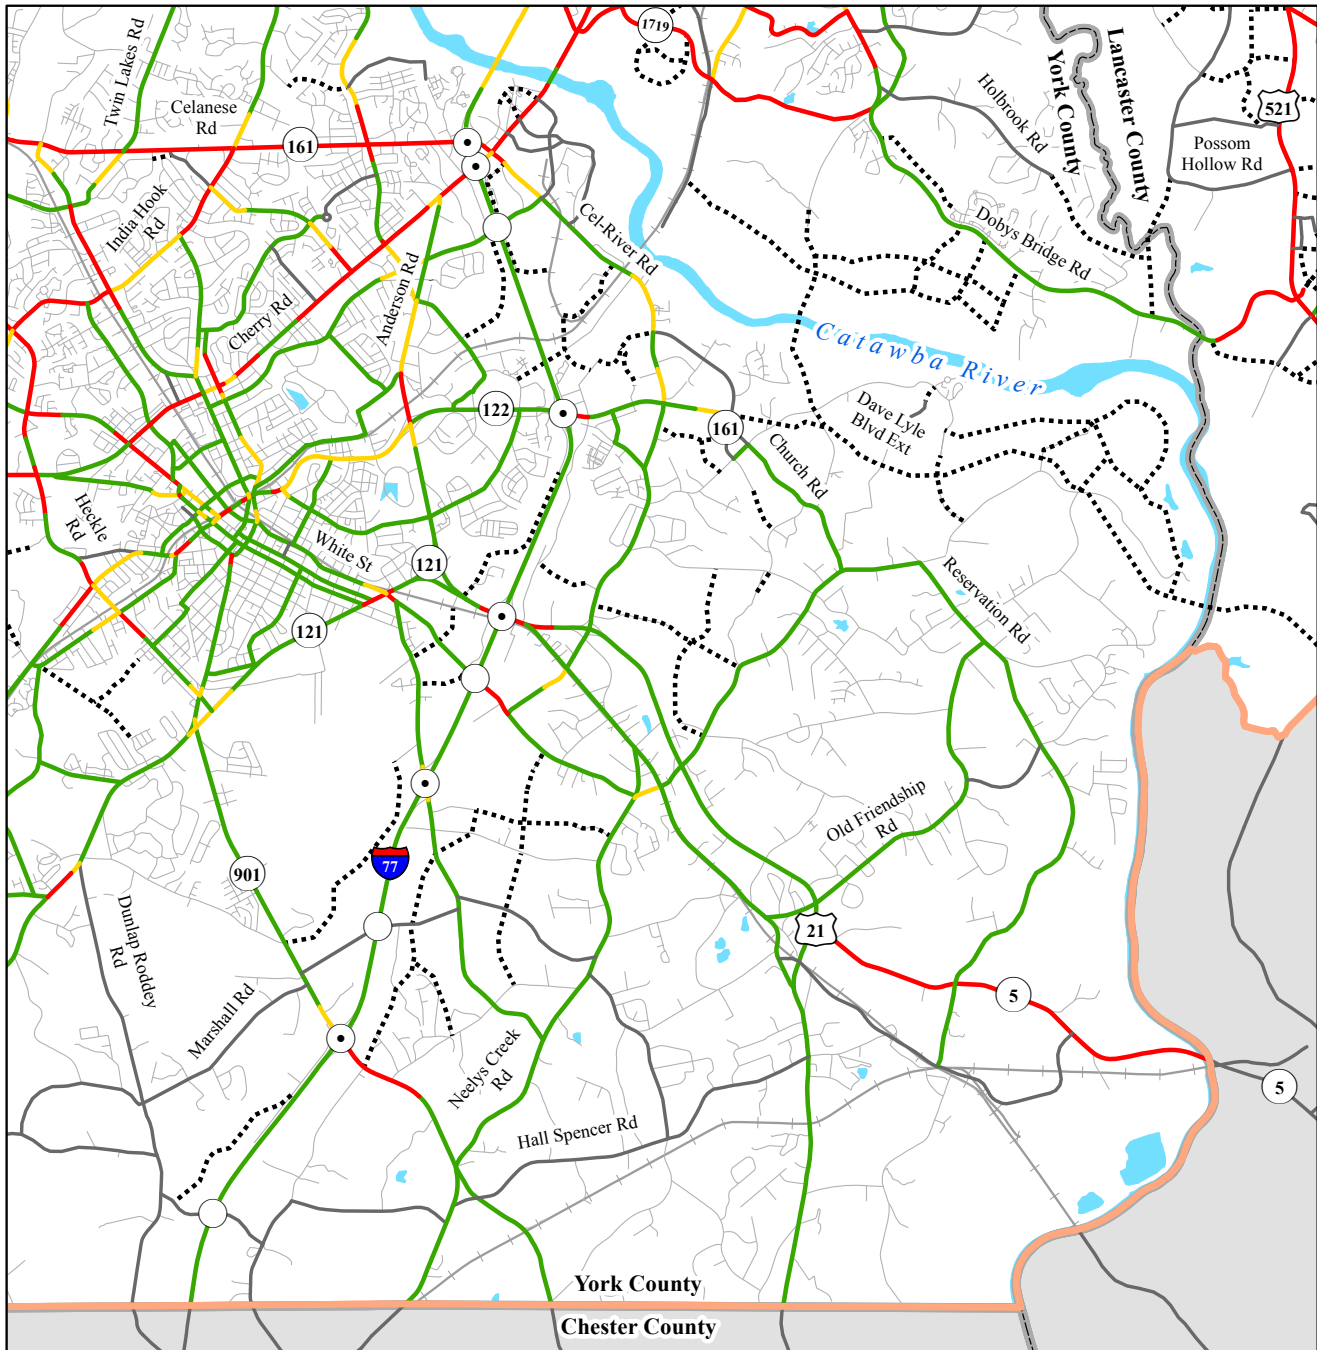 1719
Twin Lakes Rd
Celanese
Rd
161
Holbrook Rd
York County
Lancaster County
521
Possom
Hollow Rd
India Hook
Rd
Cel-River Rd
Dobys Bridge Rd
Anderson Rd
Cherry Rd
Catawba River
122
161
Dave Lyle
Blvd Ext
Church Rd
Heckle
Rd
White St
121
121
Reservation Rd
Old Friendship
Rd
77
901
21
Dunlap Roddey
Rd
5
Marshall Rd
Neelys Creek
Rd
5
Hall Spencer Rd
York County
Chester County